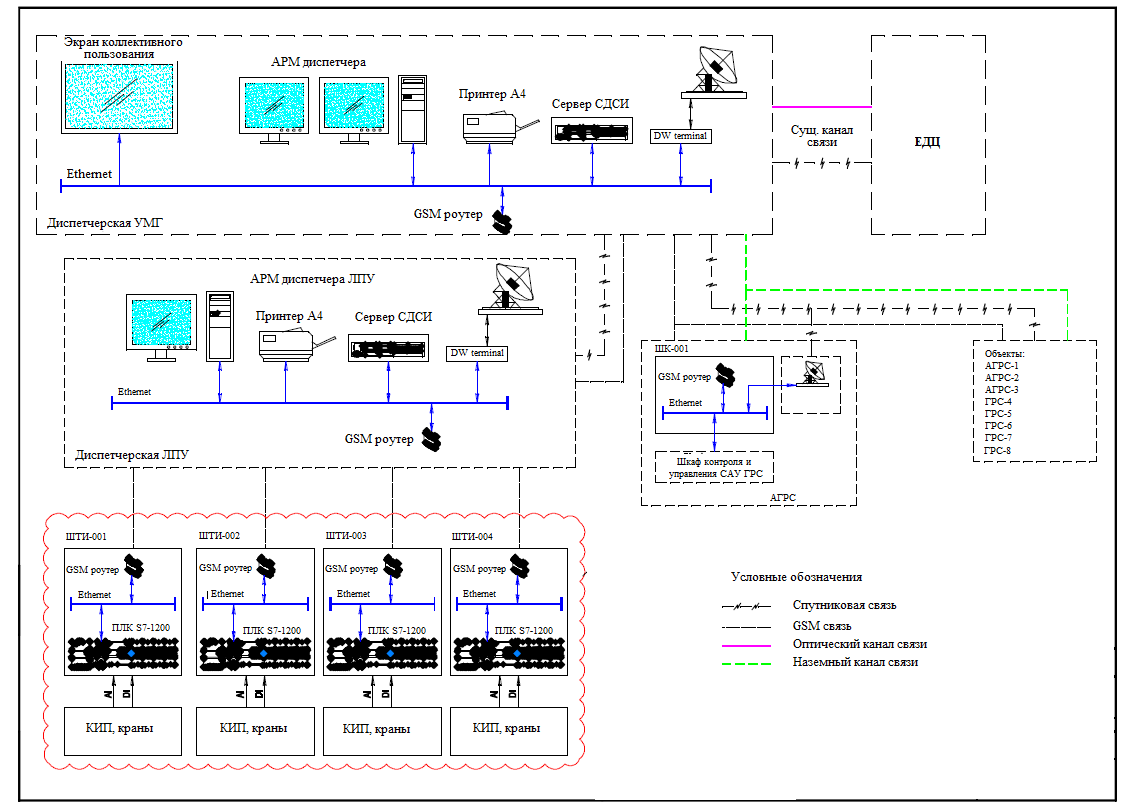 Экран коллективного
пользования
АРМ диспетчера
Принтер А4
Сервер СДСИ
DW terminal
Ethernet
GSM роутер
Диспетчерская УМГ
Сущ. канал
связи
ЕДЦ
АРМ диспетчера ЛПУ
Принтер А4
Сервер СДСИ
DW terminal
Ethernet
GSM роутер
Диспетчерская ЛПУ
ШК-001
GSM роутер
Ethernet
Шкаф контроля и
управления САУ ГРС
АГРС
Объекты:
АГРС-1
АГРС-2
АГРС-3
ГРС-4
ГРС-5
ГРС-6
ГРС-7
ГРС-8
ШТИ-001
GSM роутер
Ethernet
ПЛК S7-1200
AI
DI
КИП, краны
ШТИ-002
GSM роутер
Ethernet
ПЛК S7-1200
AI
DI
КИП, краны
ШТИ-003
GSM роутер
Ethernet
ПЛК S7-1200
AI
DI
КИП, краны
ШТИ-004
GSM роутер
Ethernet
ПЛК S7-1200
AI
DI
КИП, краны
Условные обозначения
Спутниковая связь
GSM связь
Оптический канал связи
Наземный канал связи